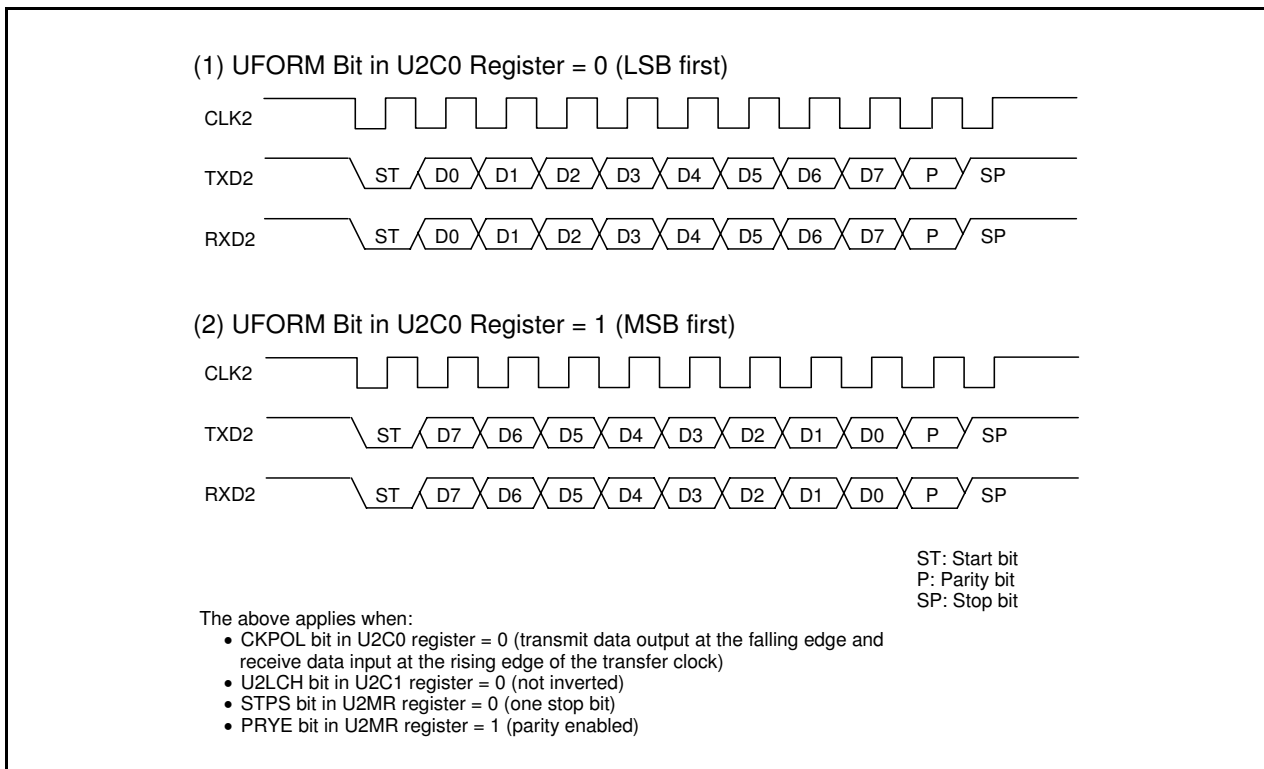 (1) UFORM Bit in U2C0 Register = 0 (LSB first)
CLK2
TXD2 ST D0 D1 D2 D3 D4 D5 D6 D7 P SP
RXD2 ST D0 D1 D2 D3 D4 D5 D6 D7 P SP
(2) UFORM Bit in U2C0 Register = 1 (MSB first)
CLK2
TXD2 ST D7 D6 D5 D4 D3 D2 D1 D0 P SP
RXD2 ST D7 D6 D5 D4 D3 D2 D1 D0 P SP
ST: Start bit
P: Parity bit
SP: Stop bit
The above applies when:
• CKPOL bit in U2C0 register = 0 (transmit data output at the falling edge and
receive data input at the rising edge of the transfer clock)
• U2LCH bit in U2C1 register = 0 (not inverted)
• STPS bit in U2MR register = 0 (one stop bit)
• PRYE bit in U2MR register = 1 (parity enabled)